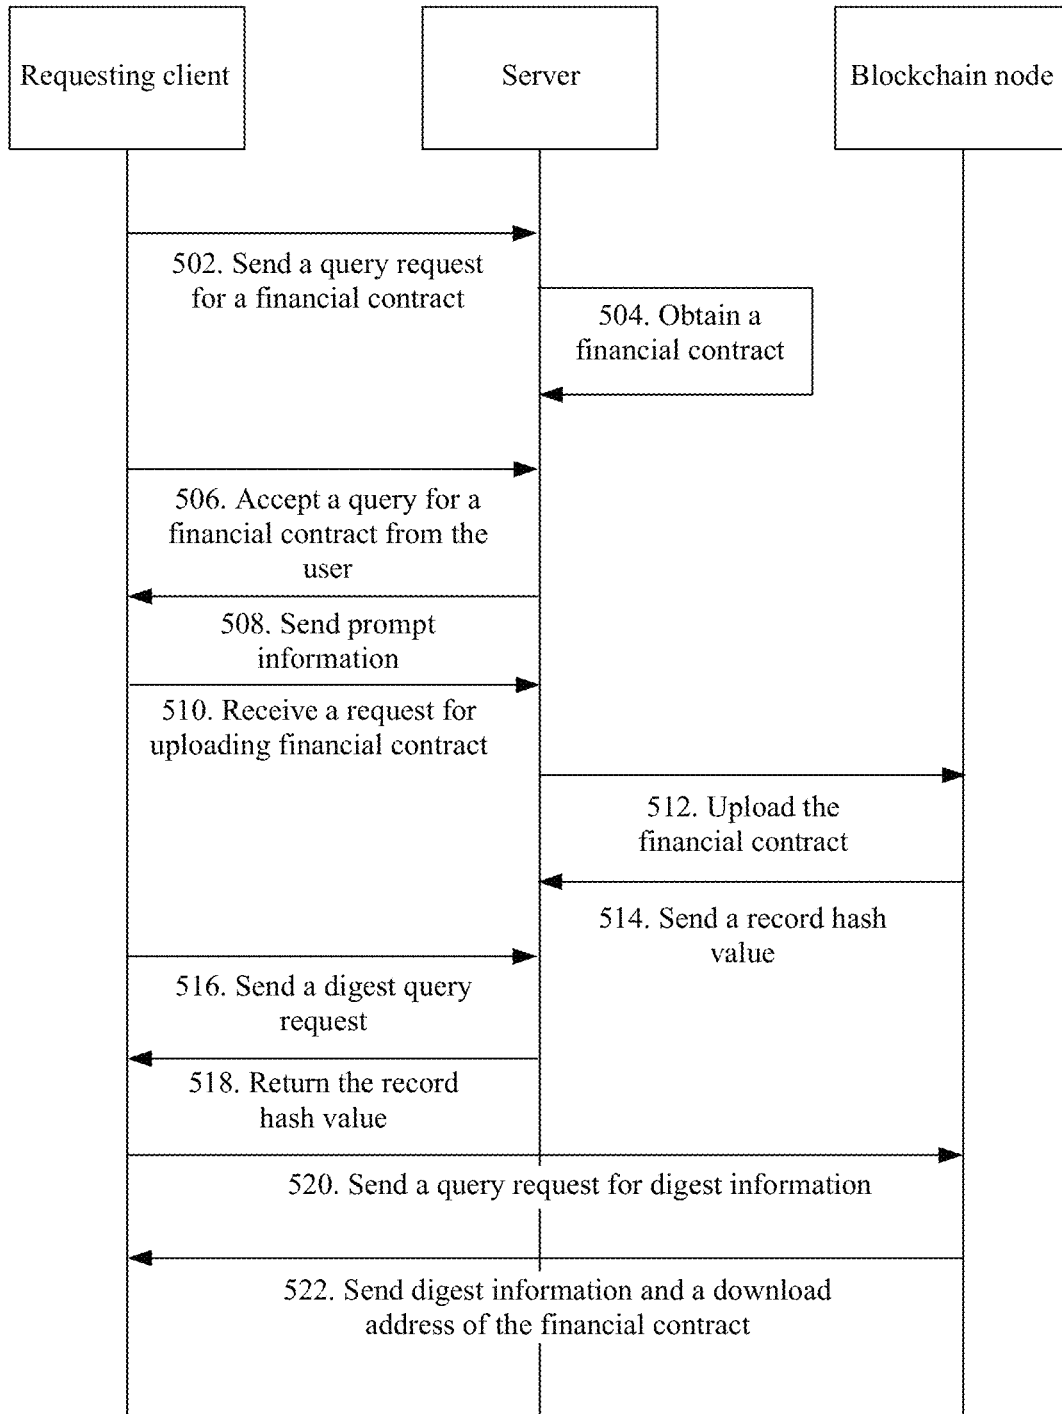 Requesting client
Server
Blockchain node
502. Send a query request
for a financial contract
504. Obtain a
financial contract
506. Accept a query for a
financial contract from the
user
508. Send prompt
information
510. Receive a request for
uploading financial contract
512. Upload the
financial contract
514. Send a record hash
value
516. Send a digest query
request
518. Return the record
hash value
520. Send a query request for digest information
522. Send digest information and a download
address of the financial contract